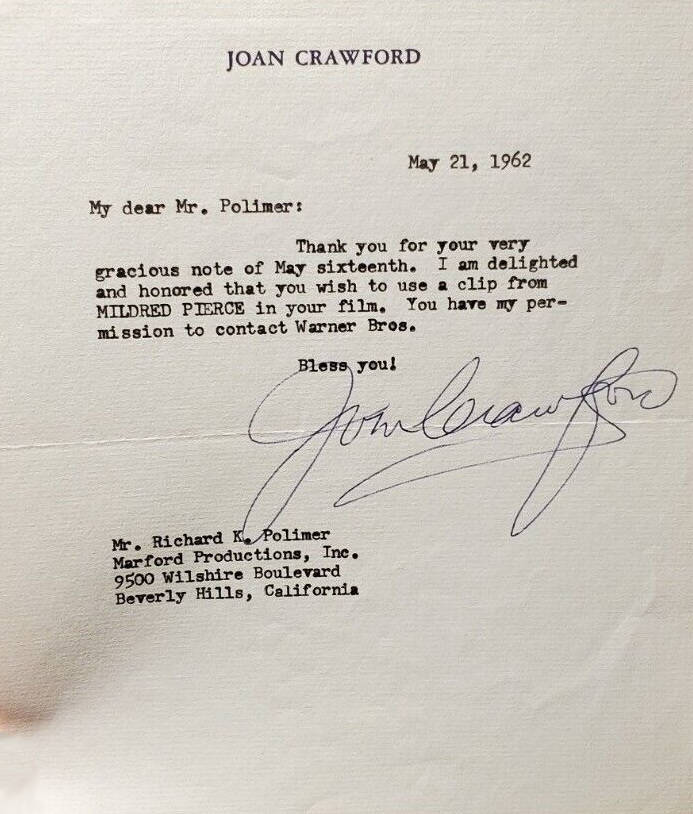 JOAN CRAWFORD
May 21, 1962
My dear Mr. Polimer:
Thank you for your very
gracious note of May sixteenth. I am delighted
and honored that you wish to use a clip from
MILDRED PIERCE in your film. You have my per-
mission to contact Warner Bros.
Bless you!
Joan Crawford
Mr. Richard K. Polimer
Marford Productions, Inc.
9500 Wilshire Boulevard
Beverly Hills, California